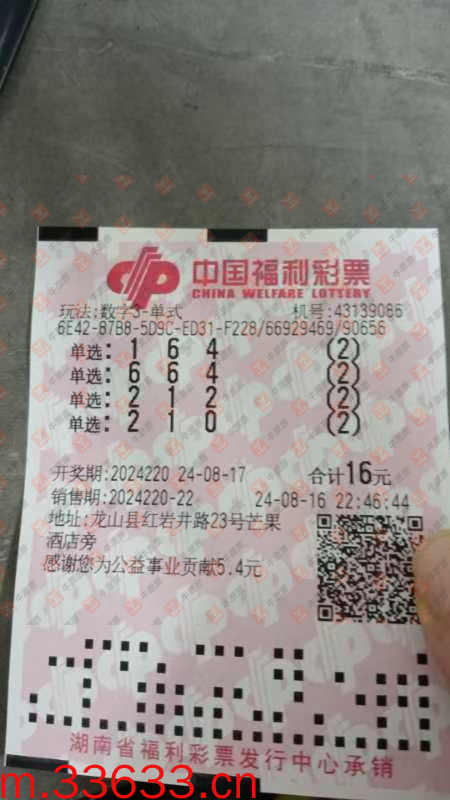 中国福利彩票
CHINA WELFARE LOTTERY
玩法:数字3-单式 机号:43139086
6E42-87B8-5D9C-ED31-F228/66929469/90656
单选: 1 6 4 (2)
单选: 6 6 4 (2)
单选: 2 1 2 (2)
单选: 2 1 0 (2)
开奖期:2024220 24-08-17 合计16元
销售期:2024220-22 24-08-16 22:46:44
地址:龙山县红岩井路23号芒果
酒店旁
感谢您为公益事业贡献5.4元
湖南省福利彩票发行中心承销
m.33633.cn